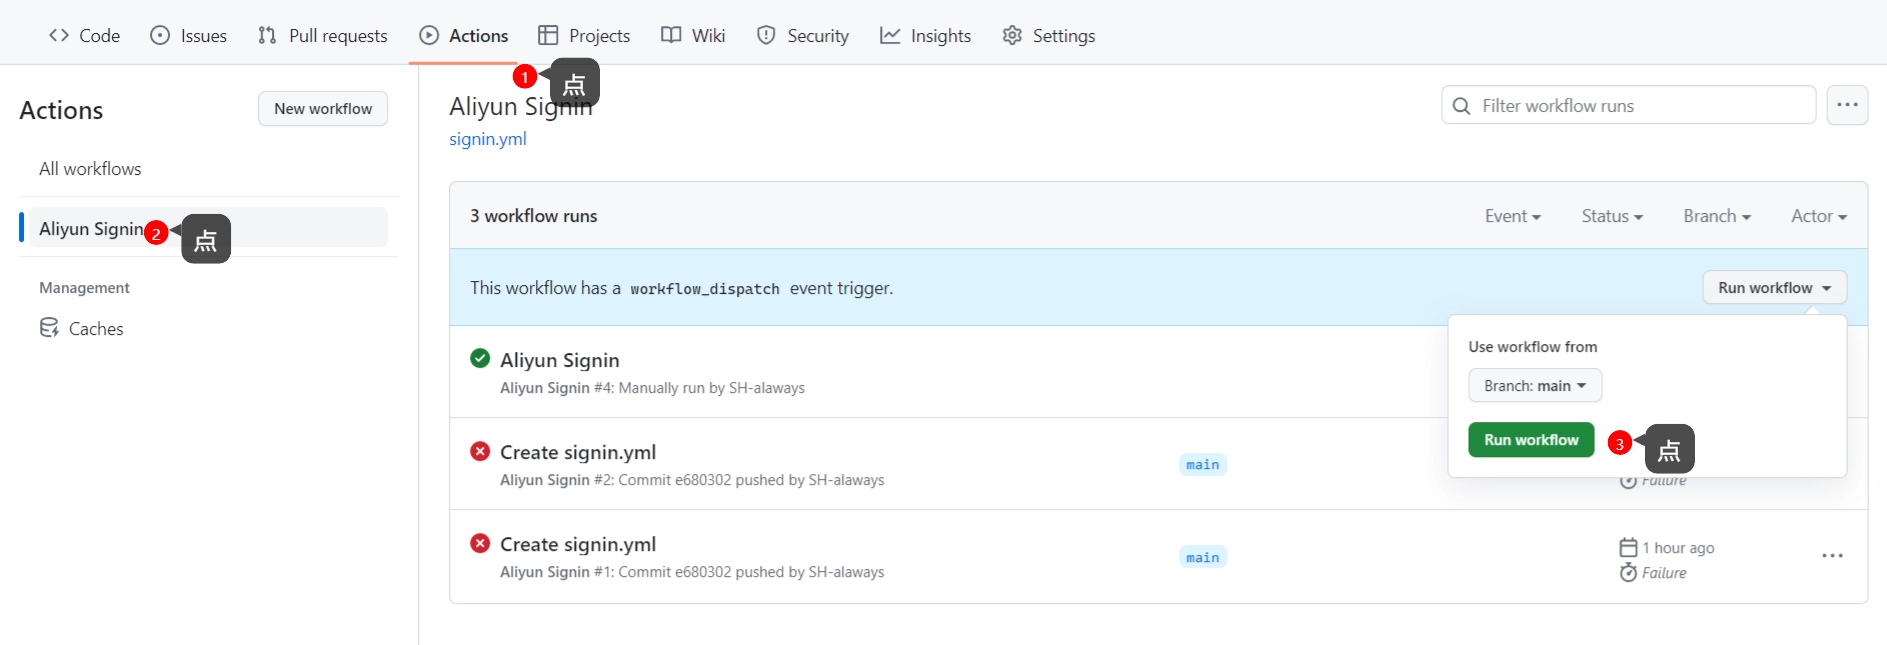 Code Issues Pull requests Actions Projects Wiki Security Insights Settings
1 点
Actions
New workflow
All workflows
Aliyun Signin 2 点
Management
Caches
Aliyun Signin
signin.yml
Filter workflow runs
3 workflow runs
Event Status Branch Actor
This workflow has a workflow_dispatch event trigger.
Run workflow
Use workflow from
Branch: main
Run workflow 3 点
Aliyun Signin
Aliyun Signin #4: Manually run by SH-alaways
Create signin.yml
Aliyun Signin #2: Commit e680302 pushed by SH-alaways
main
Failure
Create signin.yml
Aliyun Signin #1: Commit e680302 pushed by SH-alaways
main
1 hour ago
Failure